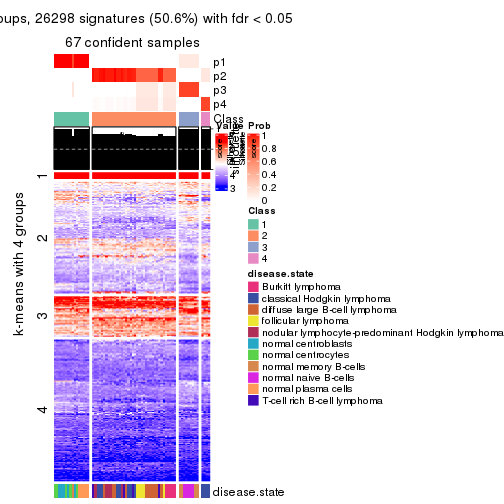 oups, 26298 signatures (50.6%) with fdr < 0.05
67 confident samples
p1
p2
p3
p4
Class
1
2
3
4
k-means with 4 groups
Value
4
3
Prob
1
0.8
0.6
0.4
0.2
0
Class
1
2
3
4
disease.state
Burkitt lymphoma
classical Hodgkin lymphoma
diffuse large B-cell lymphoma
follicular lymphoma
nodular lymphocyte-predominant Hodgkin lymphoma
normal centroblasts
normal centrocytes
normal memory B-cells
normal naive B-cells
normal plasma cells
T-cell rich B-cell lymphoma
disease.state